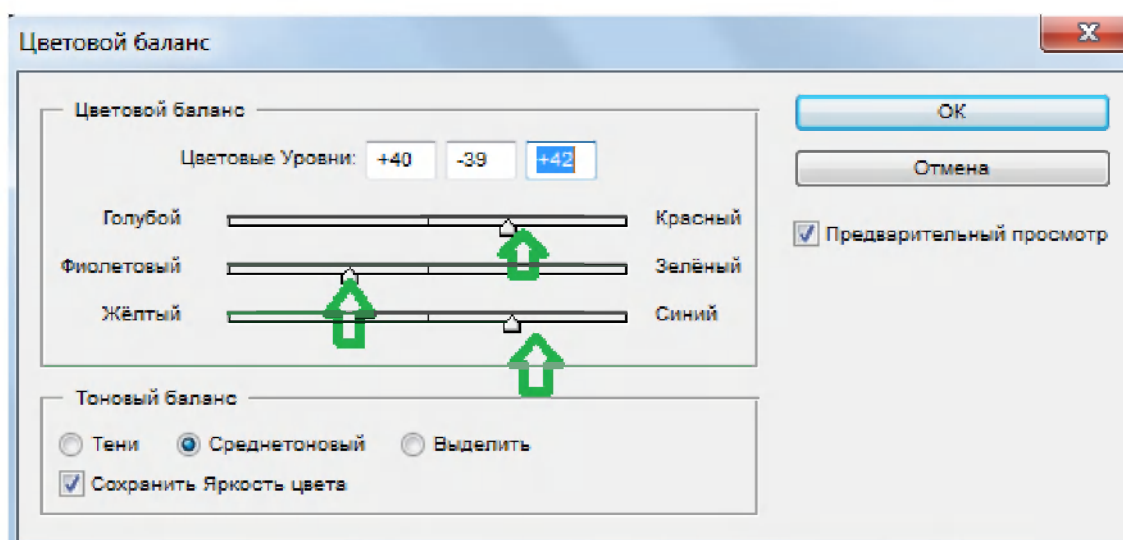 Цветовой баланс
Цветовой баланс
Цветовые Уровни: +40 -39 +42
Голубой Красный
Фиолетовый Зелёный
Жёлтый Синий
Тоновый баланс
Тени Среднетоновый Выделить
Сохранить Яркость цвета
ОК
Отмена
Предварительный просмотр